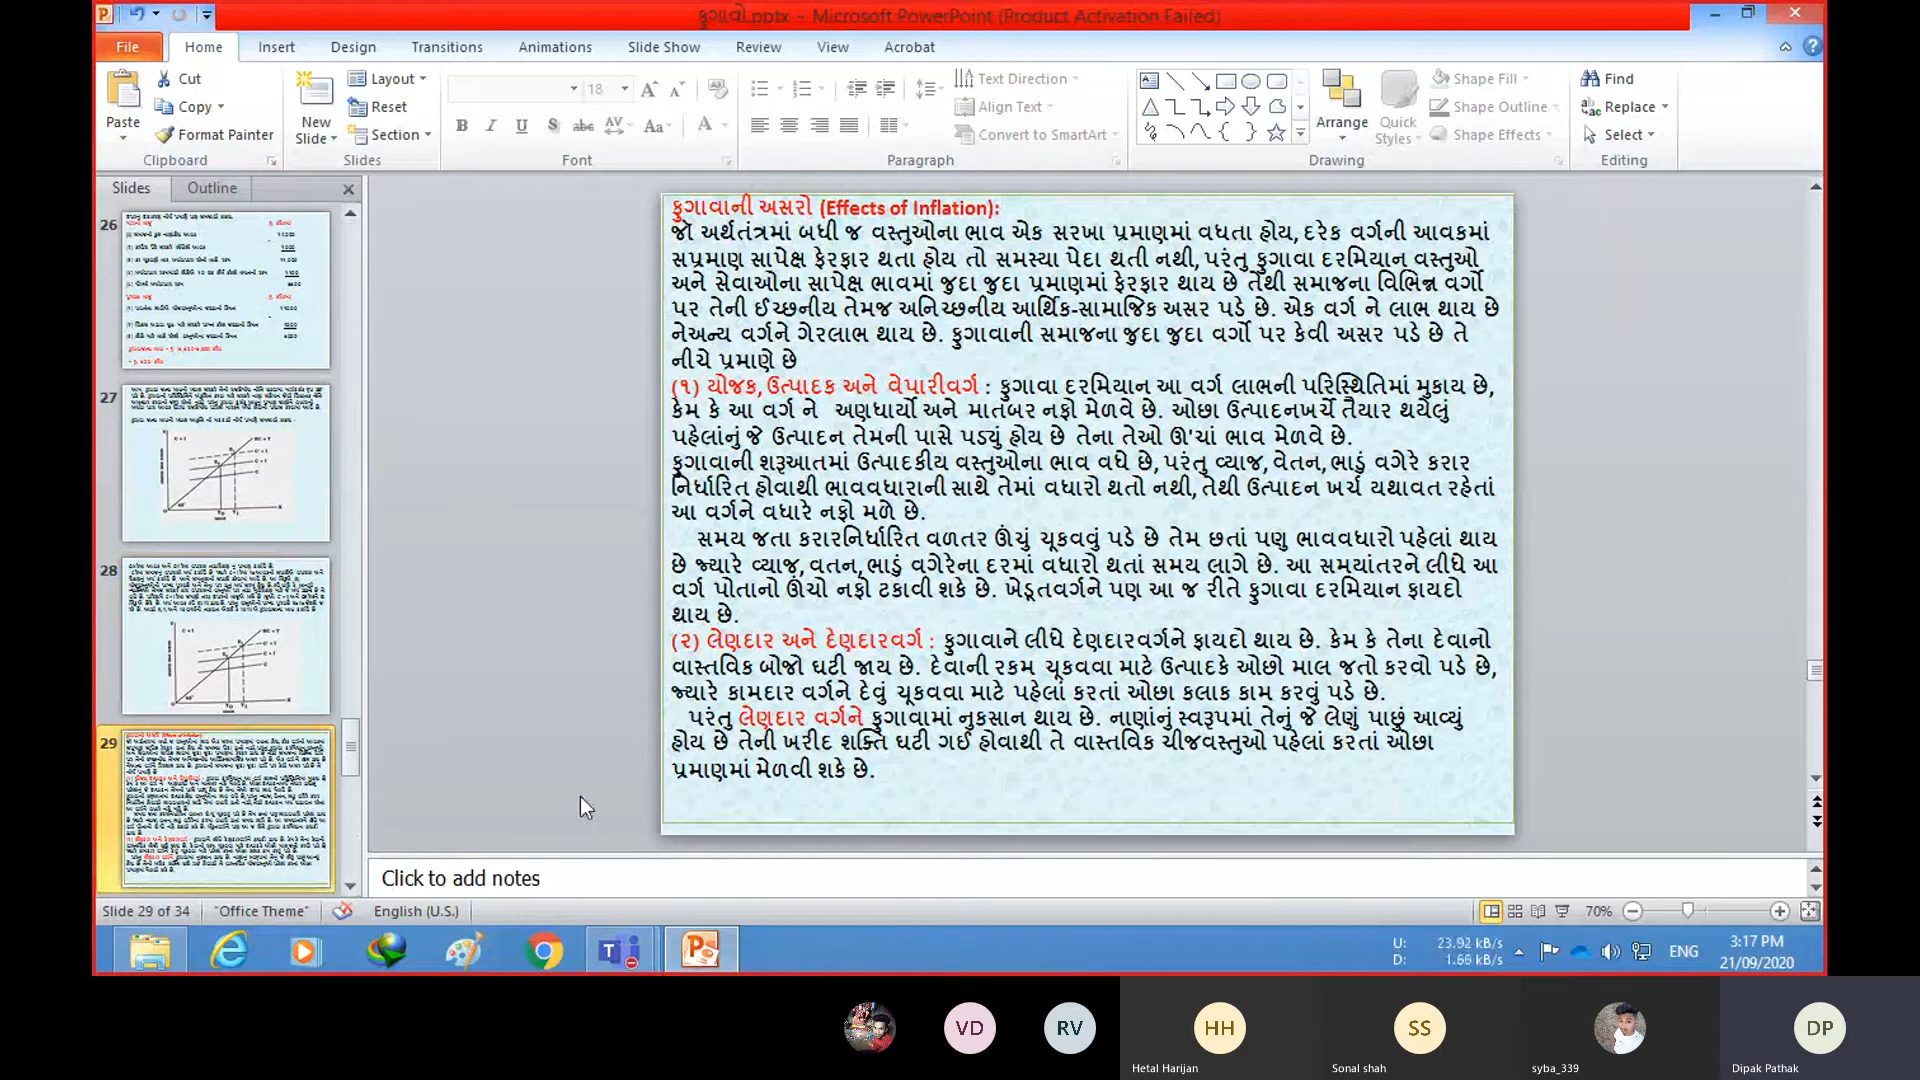 ફુગાવો.pptx - Microsoft PowerPoint (Product Activation Failed)
File Home Insert Design Transitions Animations Slide Show Review View Acrobat
Paste
Cut
Copy
Format Painter
Clipboard
New Slide
Layout
Reset
Section
Slides
18
Font
Text Direction
Align Text
Convert to SmartArt
Paragraph
Arrange
Quick Styles
Shape Fill
Shape Outline
Shape Effects
Drawing
Find
Replace
Select
Editing
Slides Outline
26
27
28
29
ફુગાવાની અસરો (Effects of Inflation):
જો અર્થતંત્રમાં બધી જ વસ્તુઓના ભાવ એક સરખા પ્રમાણમાં વધતા હોય, દરેક વર્ગની આવકમાં
સપ્રમાણ સાપેક્ષ ફેરફાર થતા હોય તો સમસ્યા પેદા થતી નથી, પરંતુ ફુગાવા દરમિયાન વસ્તુઓ
અને સેવાઓના સાપેક્ષ ભાવમાં જુદા જુદા પ્રમાણમાં ફેરફાર થાય છે તેથી સમાજના વિભિન્ન વર્ગો
પર તેની ઈચ્છનીય તેમજ અનિચ્છનીય આર્થિક-સામાજિક અસર પડે છે. એક વર્ગ ને લાભ થાય છે
નેઅન્ય વર્ગને ગેરલાભ થાય છે. ફુગાવાની સમાજના જુદા જુદા વર્ગો પર કેવી અસર પડે છે તે
નીચે પ્રમાણે છે
(૧) યોજક, ઉત્પાદક અને વેપારીવર્ગ : ફુગાવા દરમિયાન આ વર્ગ લાભની પરિસ્થિતિમાં મુકાય છે,
કેમ કે આ વર્ગ ને અણધાર્યો અને માતબર નફો મેળવે છે. ઓછા ઉત્પાદનખર્ચે તૈયાર થયેલું
પહેલાંનું જે ઉત્પાદન તેમની પાસે પડ્યું હોય છે તેના તેઓ ઊ'ચાં ભાવ મેળવે છે.
ફુગાવાની શરૂઆતમાં ઉત્પાદકીય વસ્તુઓના ભાવ વધે છે, પરંતુ વ્યાજ, વેતન, ભાડું વગેરે કરાર
નિર્ધારિત હોવાથી ભાવવધારાની સાથે તેમાં વધારો થતો નથી, તેથી ઉત્પાદન ખર્ચ યથાવત રહેતાં
આ વર્ગને વધારે નફો મળે છે.
સમય જતા કરારનિર્ધારિત વળતર ઊંચું ચૂકવવું પડે છે તેમ છતાં પણ ભાવવધારો પહેલાં થાય
છે જ્યારે વ્યાજ, વતન, ભાડું વગેરેના દરમાં વધારો થતાં સમય લાગે છે. આ સમયાંતરને લીધે આ
વર્ગ પોતાનો ઊંચો નફો ટકાવી શકે છે. ખેડૂતવર્ગને પણ આ જ રીતે ફુગાવા દરમિયાન ફાયદો
થાય છે.
(૨) લેણદાર અને દેણદારવર્ગ : ફુગાવાને લીધે દેણદારવર્ગને ફાયદો થાય છે. કેમ કે તેના દેવાનો
વાસ્તવિક બોજો ઘટી જાય છે. દેવાની રકમ ચૂકવવા માટે ઉત્પાદકે ઓછો માલ જતો કરવો પડે છે,
જ્યારે કામદાર વર્ગને દેવું ચૂકવવા માટે પહેલાં કરતાં ઓછા કલાક કામ કરવું પડે છે.
પરંતુ લેણદાર વર્ગને ફુગાવામાં નુકસાન થાય છે. નાણાંનું સ્વરૂપમાં તેનું જે લેણું પાછું આવ્યું
હોય છે તેની ખરીદ શક્તિ ઘટી ગઈ હોવાથી તે વાસ્તવિક ચીજવસ્તુઓ પહેલાં કરતાં ઓછા
પ્રમાણમાં મેળવી શકે છે.
Click to add notes
Slide 29 of 34 "Office Theme" English (U.S.) 70%
U: 23.92 kB/s
D: 1.66 kB/s
ENG
3:17 PM
21/09/2020
VD RV HH SS DP
Hetal Harijan Sonal shah syba_339 Dipak Pathak